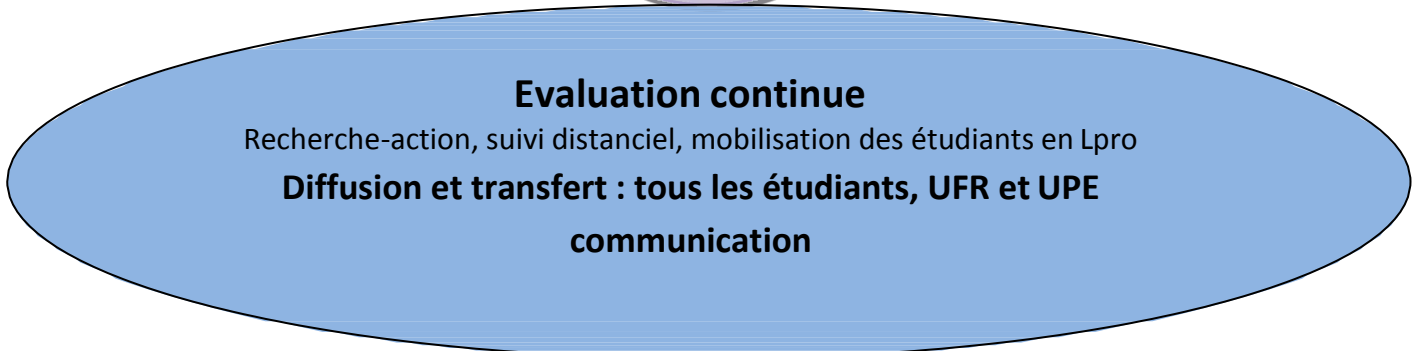 Evaluation continue
Recherche-action, suivi distanciel, mobilisation des étudiants en Lpro
Diffusion et transfert : tous les étudiants, UFR et UPE
communication